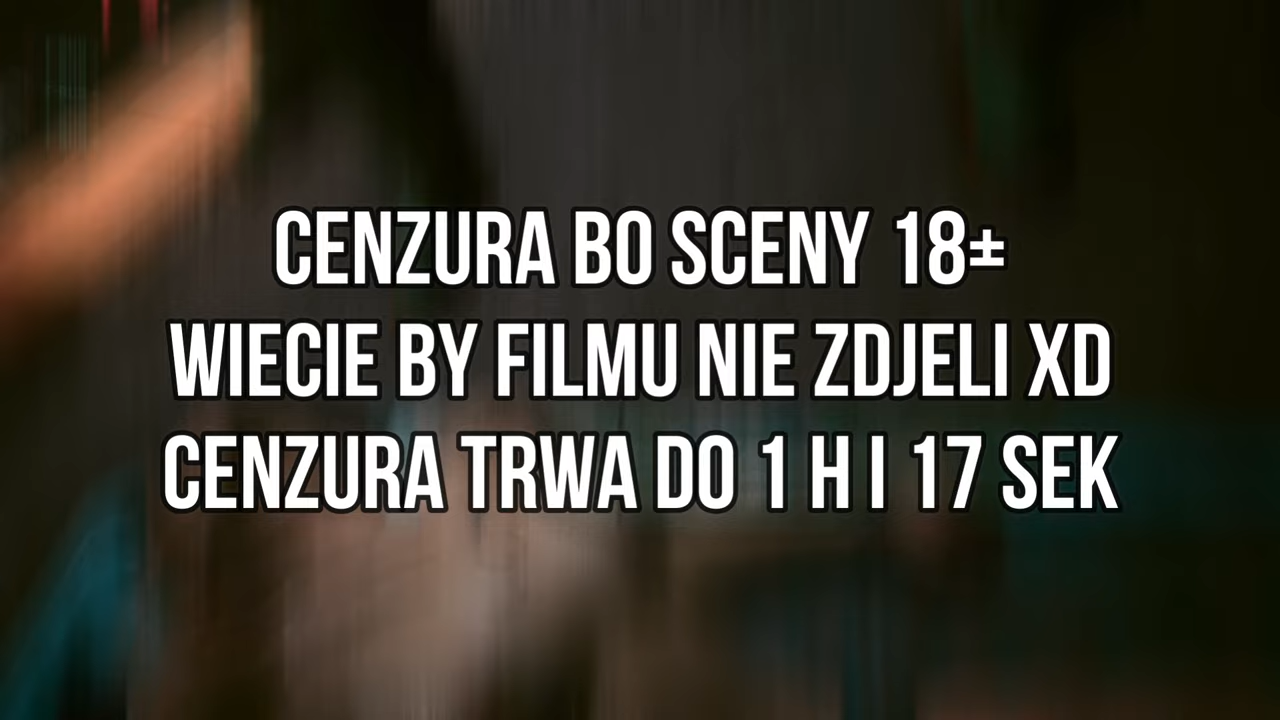 CENZURA BO SCENY 18±
WIECIE BY FILMU NIE ZDJELI XD
CENZURA TRWA DO 1 H I 17 SEK